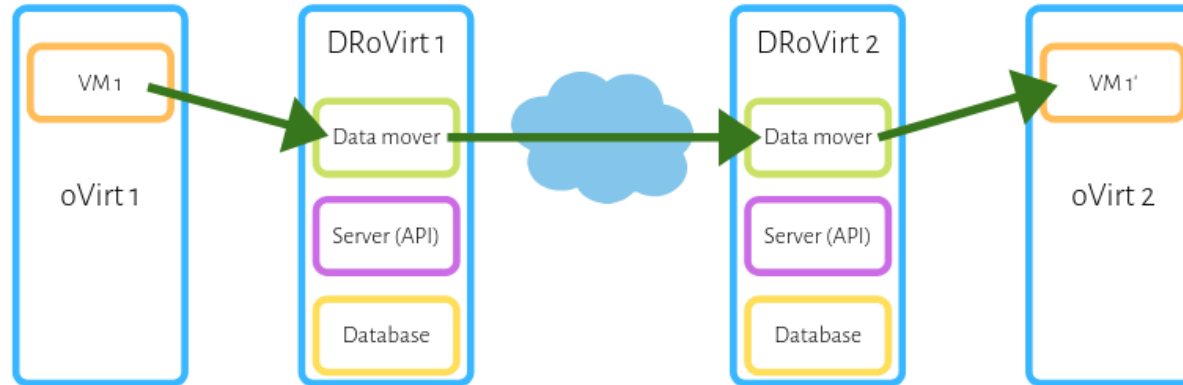 VM 1
oVirt 1
DRoVirt 1
Data mover
Server (API)
Database
DRoVirt 2
Data mover
Server (API)
Database
VM 1'
oVirt 2